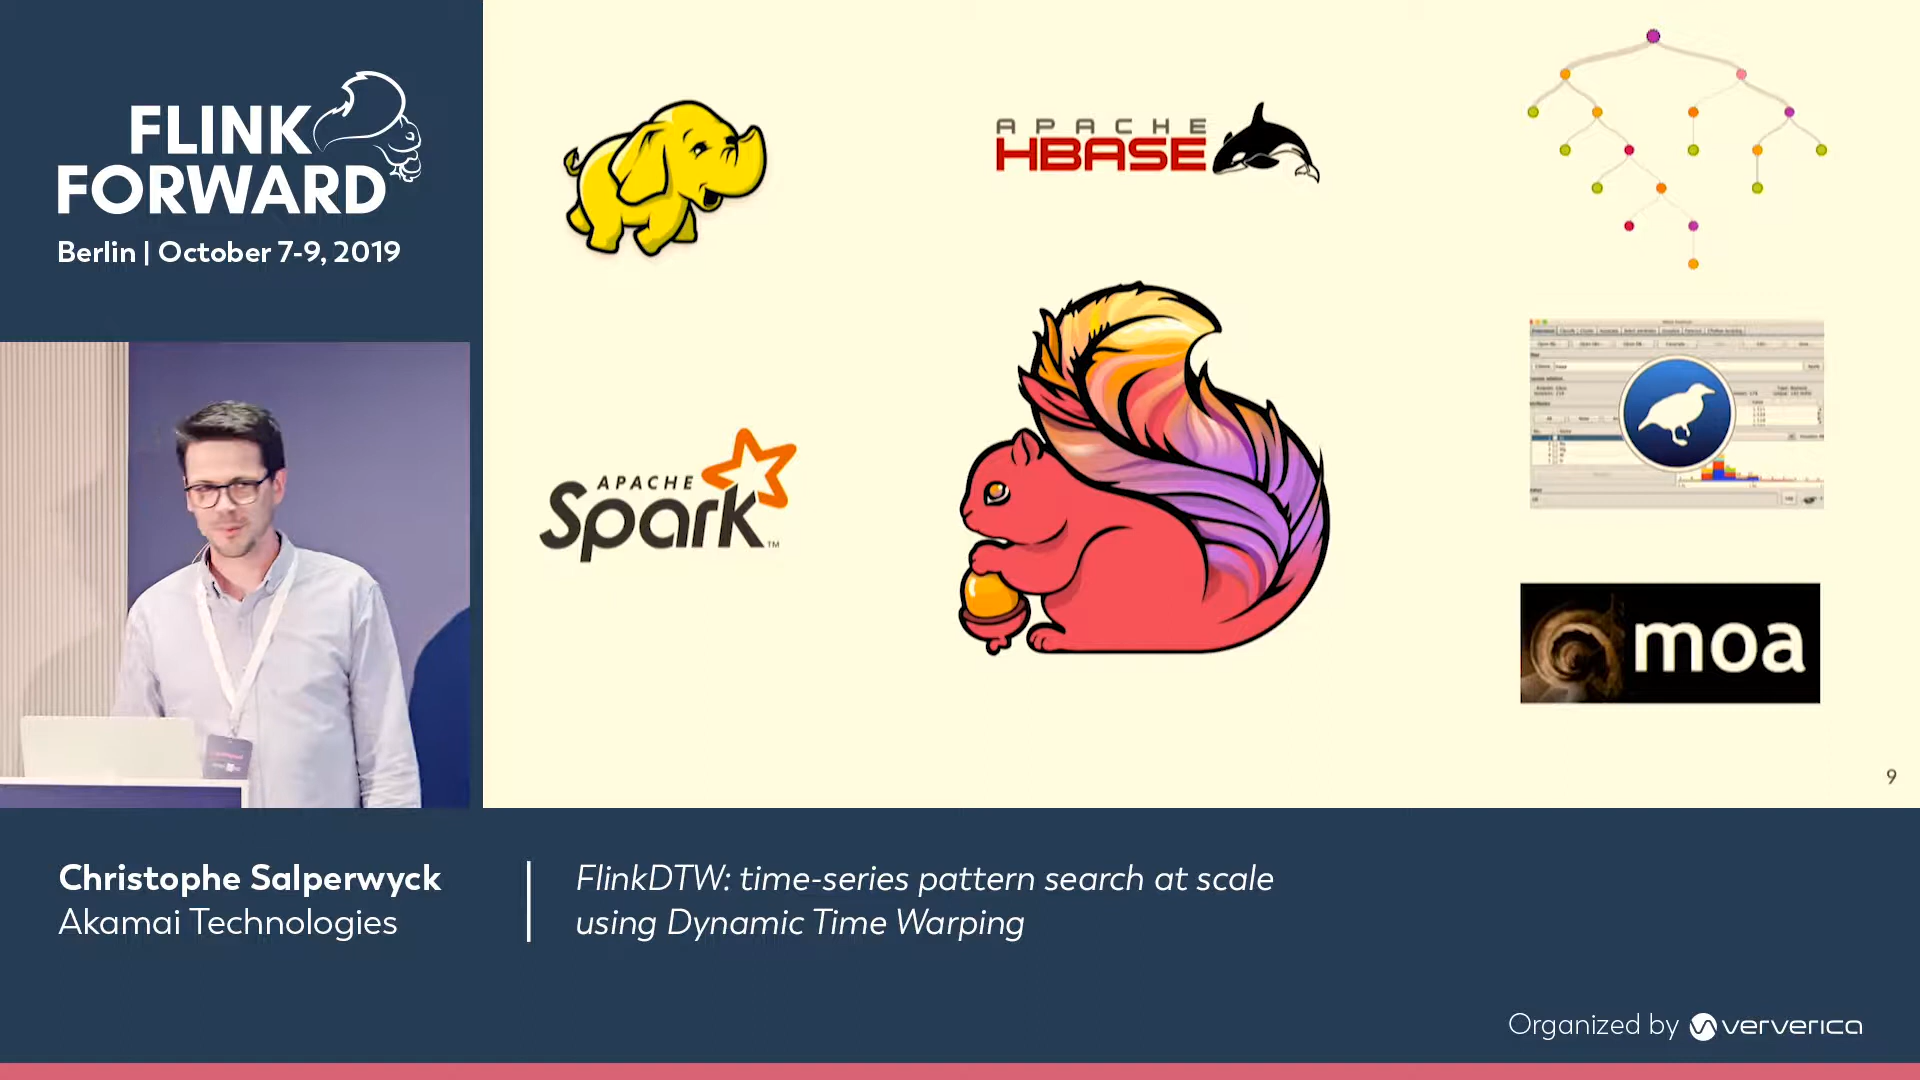 FLINK
FORWARD
Berlin | October 7-9, 2019
APACHE
HBASE
APACHE
Spark™
moa
9
Christophe Salperwyck
Akamai Technologies
FlinkDTW: time-series pattern search at scale
using Dynamic Time Warping
Organized by ververica